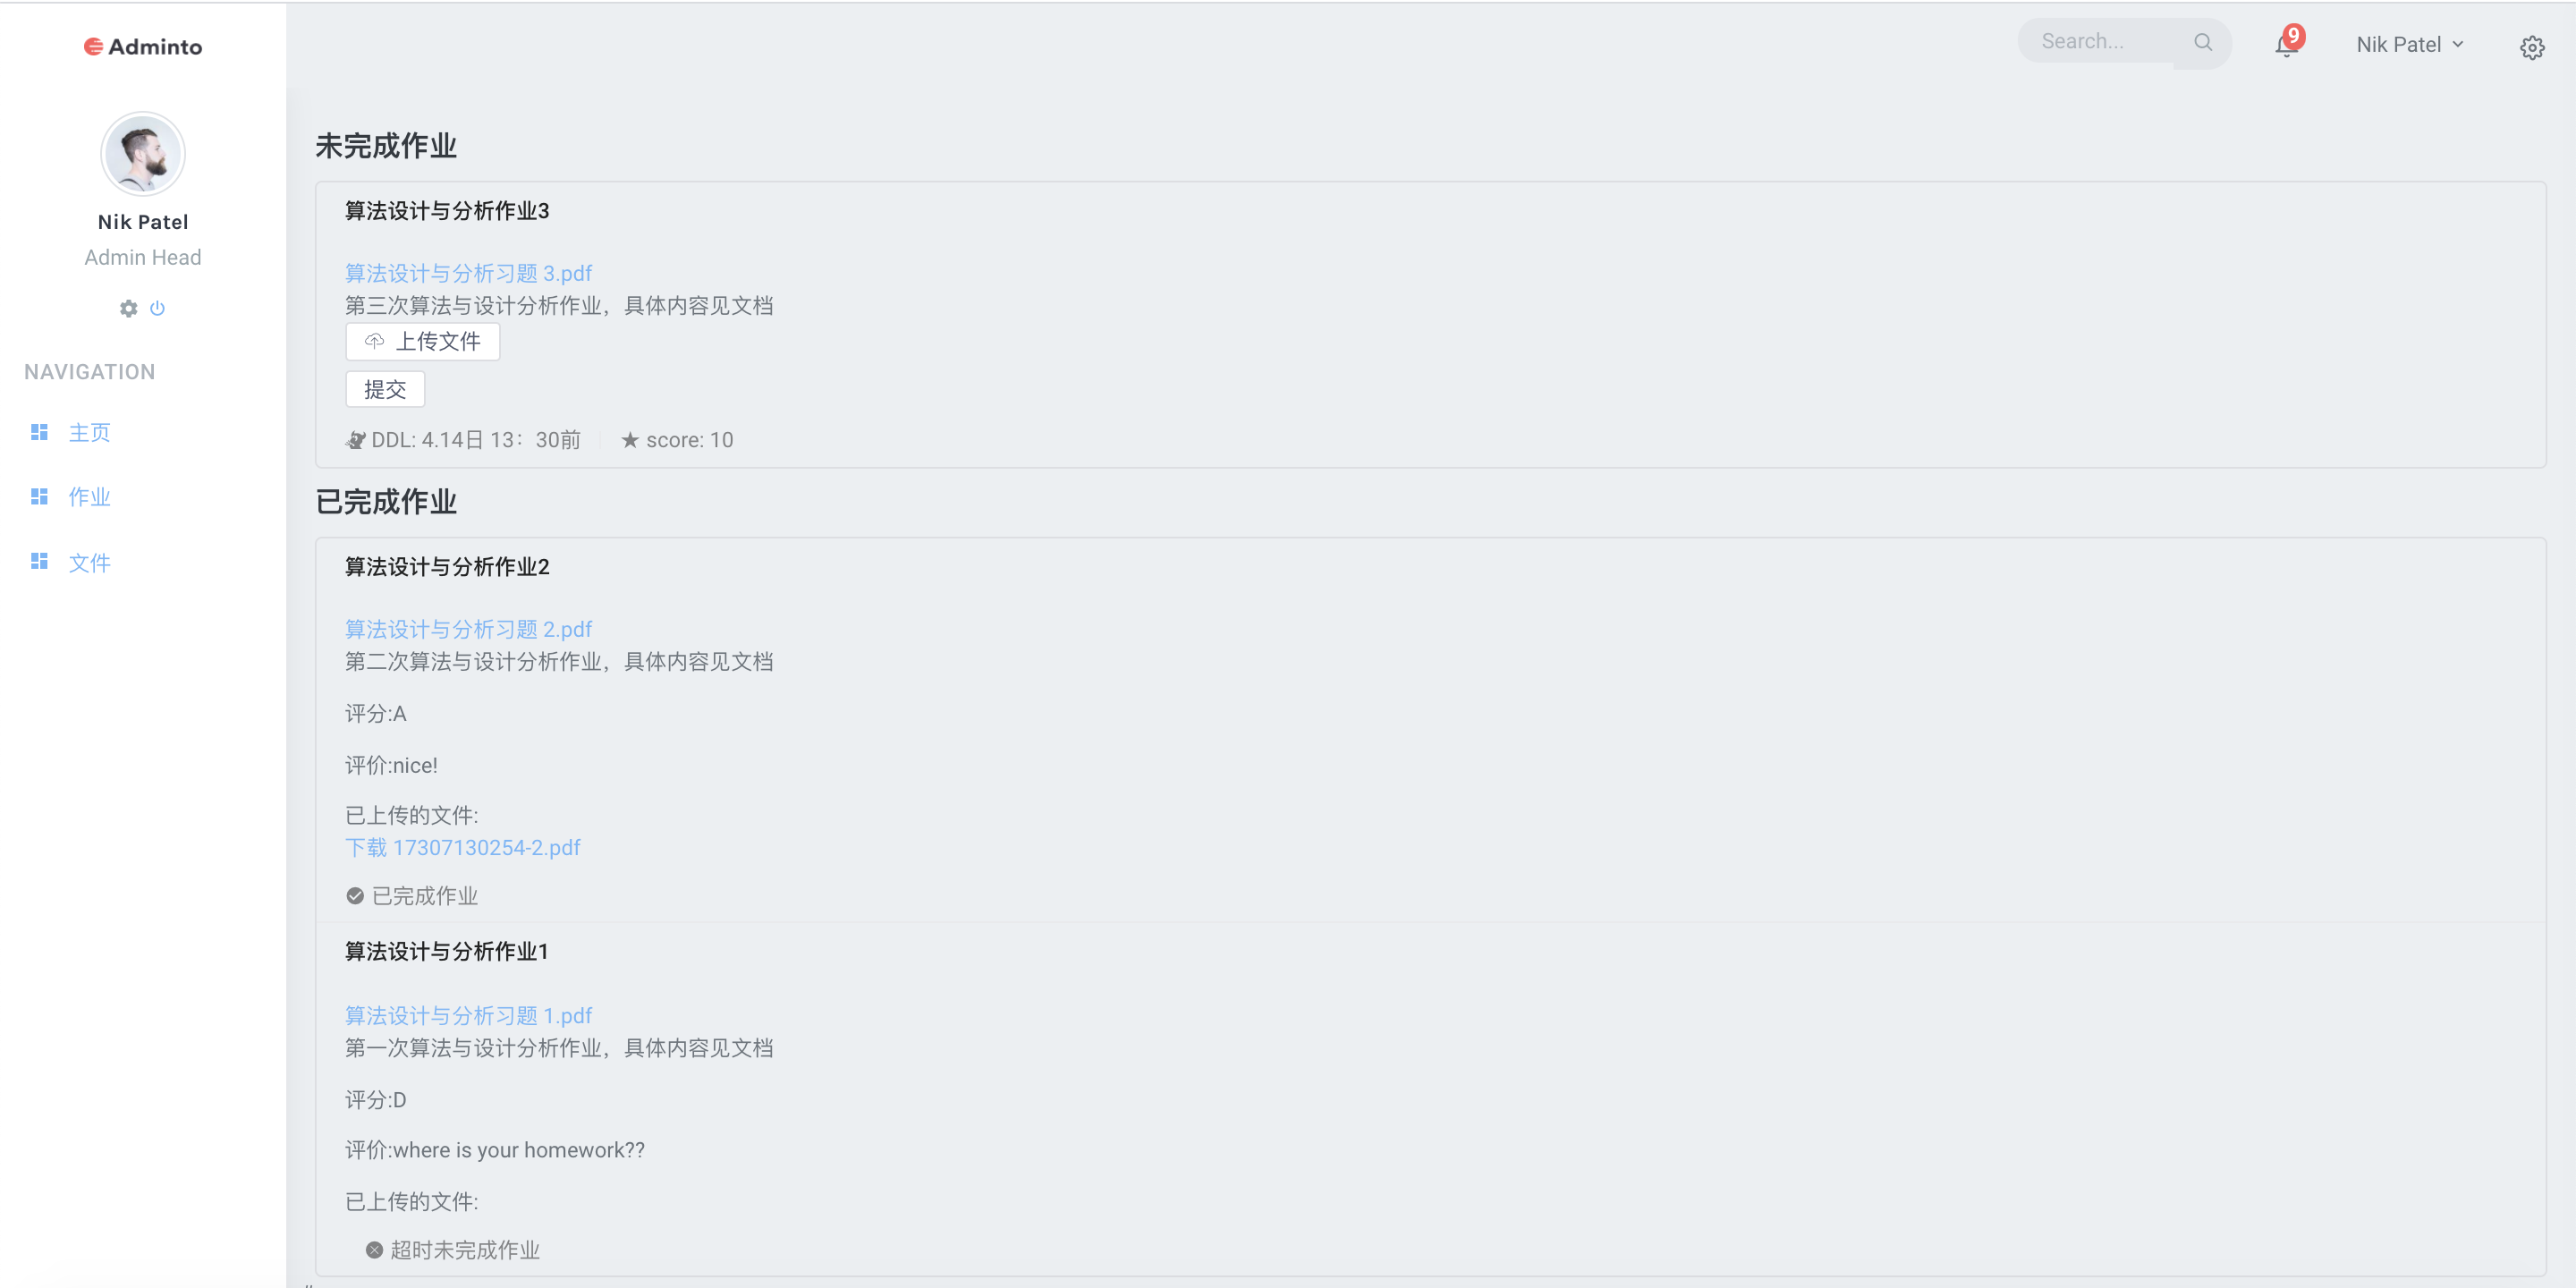 Adminto
Search...
9
Nik Patel
Nik Patel
Admin Head
NAVIGATION
主页
作业
文件
未完成作业
算法设计与分析作业3
算法设计与分析习题 3.pdf
第三次算法与设计分析作业，具体内容见文档
上传文件
提交
DDL: 4.14日 13：30前
score: 10
已完成作业
算法设计与分析作业2
算法设计与分析习题 2.pdf
第二次算法与设计分析作业，具体内容见文档
评分:A
评价:nice!
已上传的文件:
下载 17307130254-2.pdf
已完成作业
算法设计与分析作业1
算法设计与分析习题 1.pdf
第一次算法与设计分析作业，具体内容见文档
评分:D
评价:where is your homework??
已上传的文件:
超时未完成作业